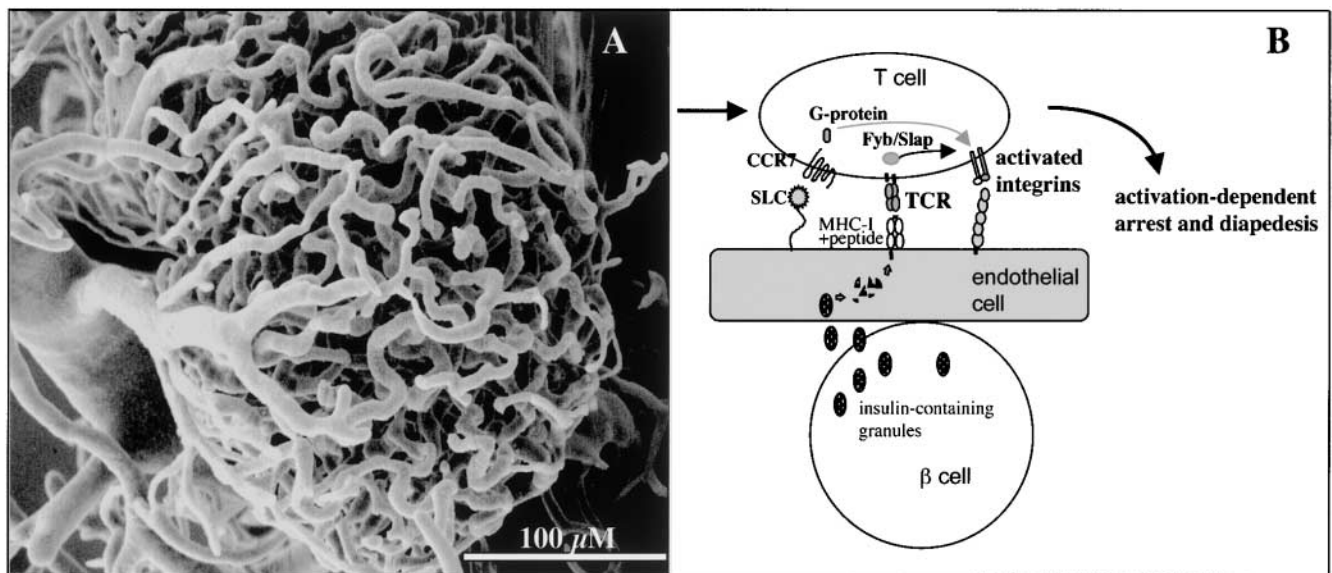 A
100 µM
B
T cell
G-protein
Fyb/Slap
CCR7
activated
integrins
SLC
TCR
MHC-I
+peptide
activation-dependent
arrest and diapedesis
endothelial
cell
insulin-containing
granules
β cell